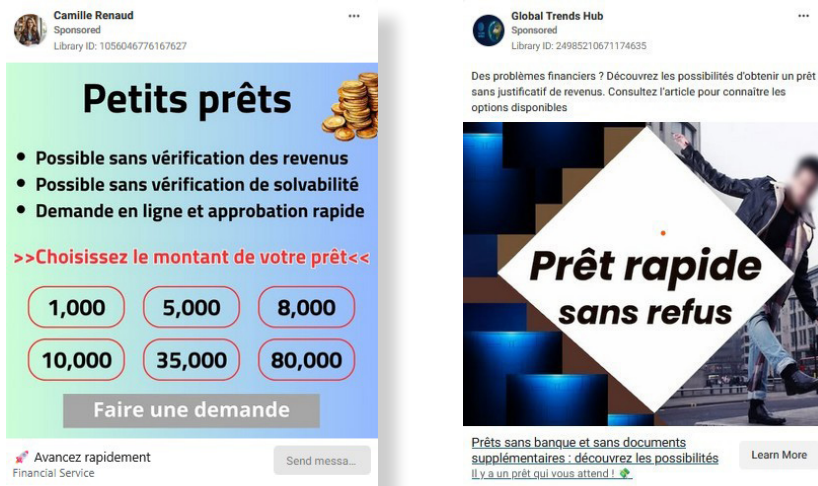 Camille Renaud
Sponsored
Library ID: 1056046776167627
Petits prêts
Possible sans vérification des revenus
Possible sans vérification de solvabilité
Demande en ligne et approbation rapide
>>Choisissez le montant de votre prêt<<
1,000 5,000 8,000
10,000 35,000 80,000
Faire une demande
Avancez rapidement
Financial Service
Send messa...
Global Trends Hub
Sponsored
Library ID: 24985210671174635
Des problèmes financiers ? Découvrez les possibilités d'obtenir un prêt
sans justificatif de revenus. Consultez l'article pour connaître les
options disponibles
Prêt rapide
sans refus
Prêts sans banque et sans documents
supplémentaires : découvrez les possibilités
Il y a un prêt qui vous attend !
Learn More